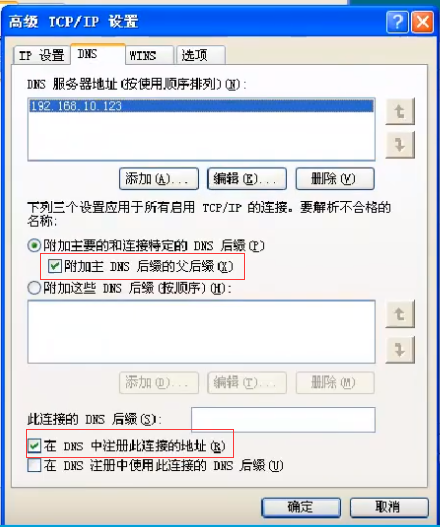 高级 TCP/IP 设置
IP 设置 DNS WINS 选项
DNS 服务器地址(按使用顺序排列)(N):
192.168.10.123
添加(A)... 编辑(E)... 删除(V)
下列三个设置应用于所有启用 TCP/IP 的连接。要解析不合格的
名称:
附加主要的和连接特定的 DNS 后缀(P)
附加主 DNS 后缀的父后缀(X)
附加这些 DNS 后缀(按顺序)(H):
添加(D)... 编辑(T)... 删除(M)
此连接的 DNS 后缀(S):
在 DNS 中注册此连接的地址(R)
在 DNS 注册中使用此连接的 DNS 后缀(U)
确定 取消